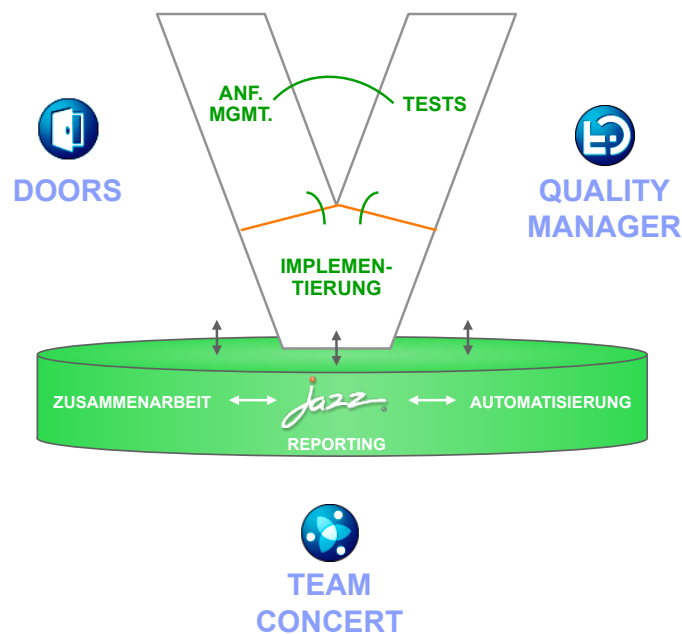 ANF.
MGMT.
TESTS
DOORS
QUALITY
MANAGER
IMPLEMEN-
TIERUNG
ZUSAMMENARBEIT
jazz
AUTOMATISIERUNG
REPORTING
TEAM
CONCERT